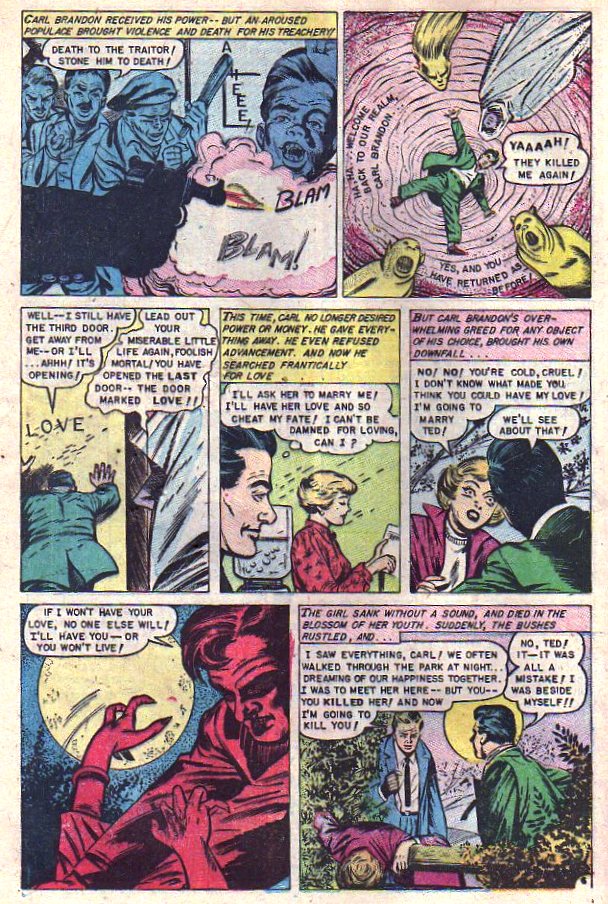 CARL BRANDON RECEIVED HIS POWER-- BUT AN AROUSED
POPULACE BROUGHT VIOLENCE AND DEATH FOR HIS TREACHERY!
DEATH TO THE TRAITOR!
STONE HIM TO DEATH!
A
HEEE
BLAM
BLAM!
HA-HA.. WELCOME
BACK TO OUR REALM,
CARL BRANDON..
YAAAAH!
THEY KILLED
ME AGAIN!
YES, AND YOU
HAVE RETURNED AS
BEFORE!
WELL-- I STILL HAVE
THE THIRD DOOR.
GET AWAY FROM
ME-- OR I'LL
...AHHH! IT'S
OPENING!
LEAD OUT
YOUR
MISERABLE LITTLE
LIFE AGAIN, FOOLISH
MORTAL! YOU HAVE
OPENED THE LAST
DOOR-- THE DOOR
MARKED LOVE!!
LOVE
THIS TIME, CARL NO LONGER DESIRED
POWER OR MONEY. HE GAVE EVERY-
THING AWAY. HE EVEN REFUSED
ADVANCEMENT. AND NOW HE
SEARCHED FRANTICALLY
FOR LOVE...
I'LL ASK HER TO MARRY ME!
I'LL HAVE HER LOVE AND SO
CHEAT MY FATE! I CAN'T BE
DAMNED FOR LOVING,
CAN I?
BUT CARL BRANDON'S OVER-
WHELMING GREED FOR ANY OBJECT
OF HIS CHOICE, BROUGHT HIS OWN
DOWNFALL...
NO! NO! YOU'RE COLD, CRUEL!
I DON'T KNOW WHAT MADE YOU
THINK YOU COULD HAVE MY LOVE!
I'M GOING TO
MARRY
TED!
WE'LL SEE
ABOUT THAT!
IF I WON'T HAVE YOUR
LOVE, NO ONE ELSE WILL!
I'LL HAVE YOU-- OR
YOU WON'T LIVE!
THE GIRL SANK WITHOUT A SOUND, AND DIED IN THE
BLOSSOM OF HER YOUTH. SUDDENLY, THE BUSHES
RUSTLED, AND...
I SAW EVERYTHING, CARL! WE OFTEN
WALKED THROUGH THE PARK AT NIGHT...
DREAMING OF OUR HAPPINESS TOGETHER.
I WAS TO MEET HER HERE-- BUT YOU--
YOU KILLED HER! AND NOW
I'M GOING TO
KILL YOU!
NO, TED!
IT-- IT WAS
ALL A
MISTAKE! I
WAS BESIDE
MYSELF!!
6